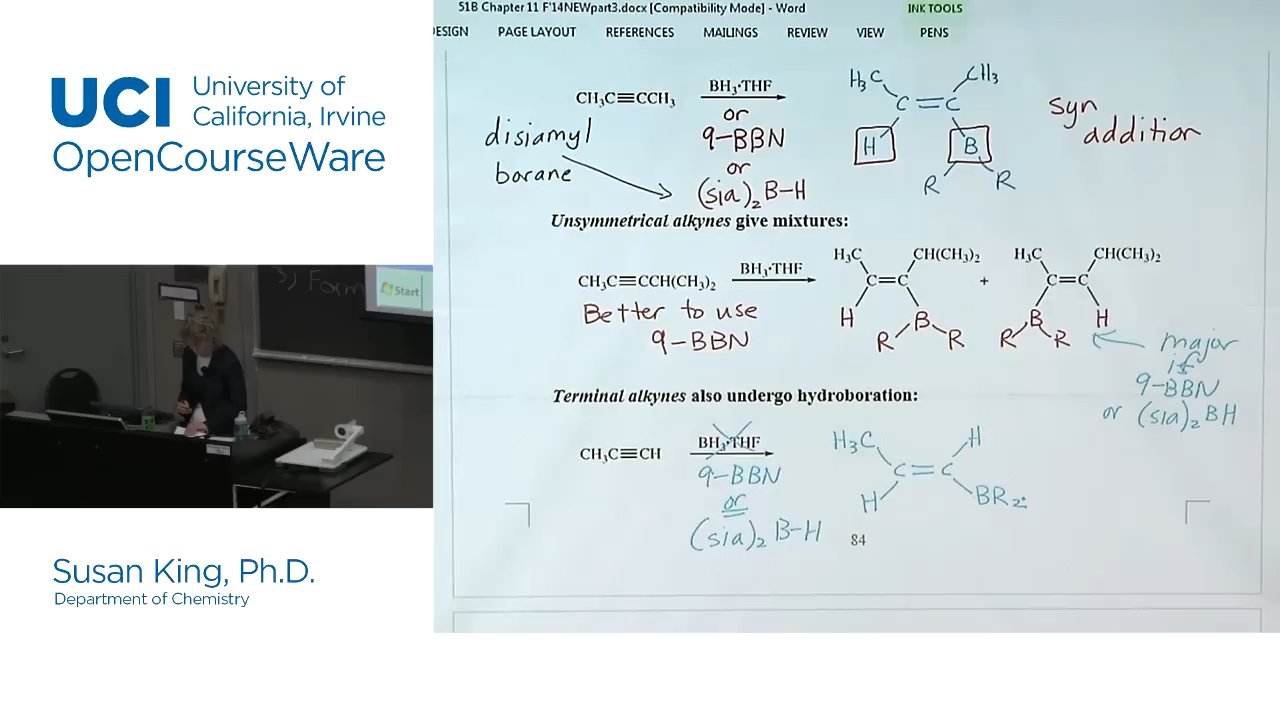 51B Chapter 11 F'14NEWpart3.docx [Compatibility Mode] - Word
INK TOOLS
ESIGN PAGE LAYOUT REFERENCES MAILINGS REVIEW VIEW PENS
UCI University of California, Irvine
OpenCourseWare
CH₃C≡CCH₃
BH₃·THF
or
9-BBN
or
(sia)₂B-H
disiamyl
borane
H₃C CH₃
C=C
H B
R R
syn
addition
Unsymmetrical alkynes give mixtures:
CH₃C≡CCH(CH₃)₂ BH₃·THF
Better to use
9-BBN
H₃C CH(CH₃)₂ H₃C CH(CH₃)₂
C=C + C=C
H B B H
R R R R
major
if
9-BBN
or (sia)₂BH
Terminal alkynes also undergo hydroboration:
CH₃C≡CH
BH₃·THF
9-BBN
or
(sia)₂B-H
H₃C H
C=C
H BR₂
84
3) Form
Start
Susan King, Ph.D.
Department of Chemistry